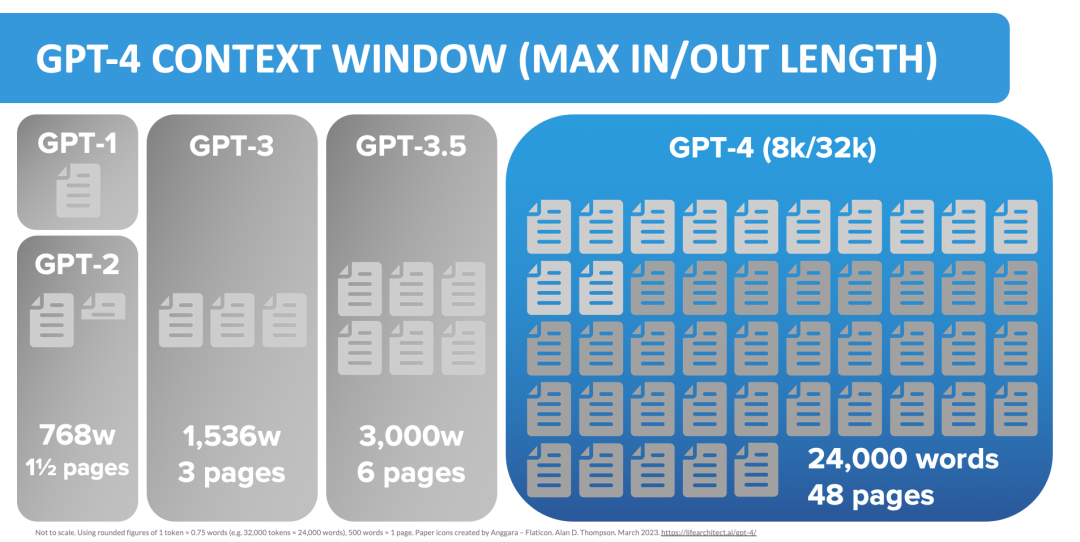 GPT-4 CONTEXT WINDOW (MAX IN/OUT LENGTH)
GPT-1
GPT-2
768w
1½ pages
GPT-3
1,536w
3 pages
GPT-3.5
3,000w
6 pages
GPT-4 (8k/32k)
24,000 words
48 pages
Not to scale. Using rounded figures of 1 token = 0.75 words (e.g. 32,000 tokens = 24,000 words), 500 words = 1 page. Paper icons created by Anggara – Flaticon. Alan D. Thompson. March 2023. https://lifearchitect.ai/gpt-4/